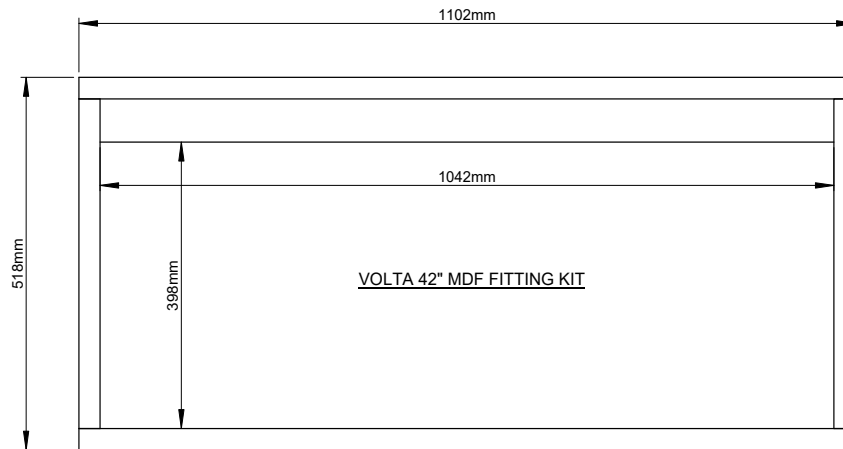 1102mm
1042mm
518mm
398mm
VOLTA 42" MDF FITTING KIT